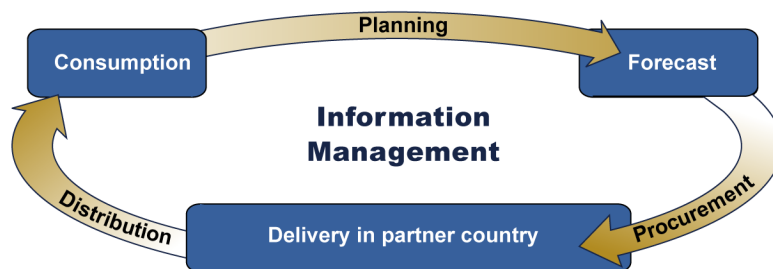 Planning
Consumption
Forecast
Information
Management
Distribution
Procurement
Delivery in partner country